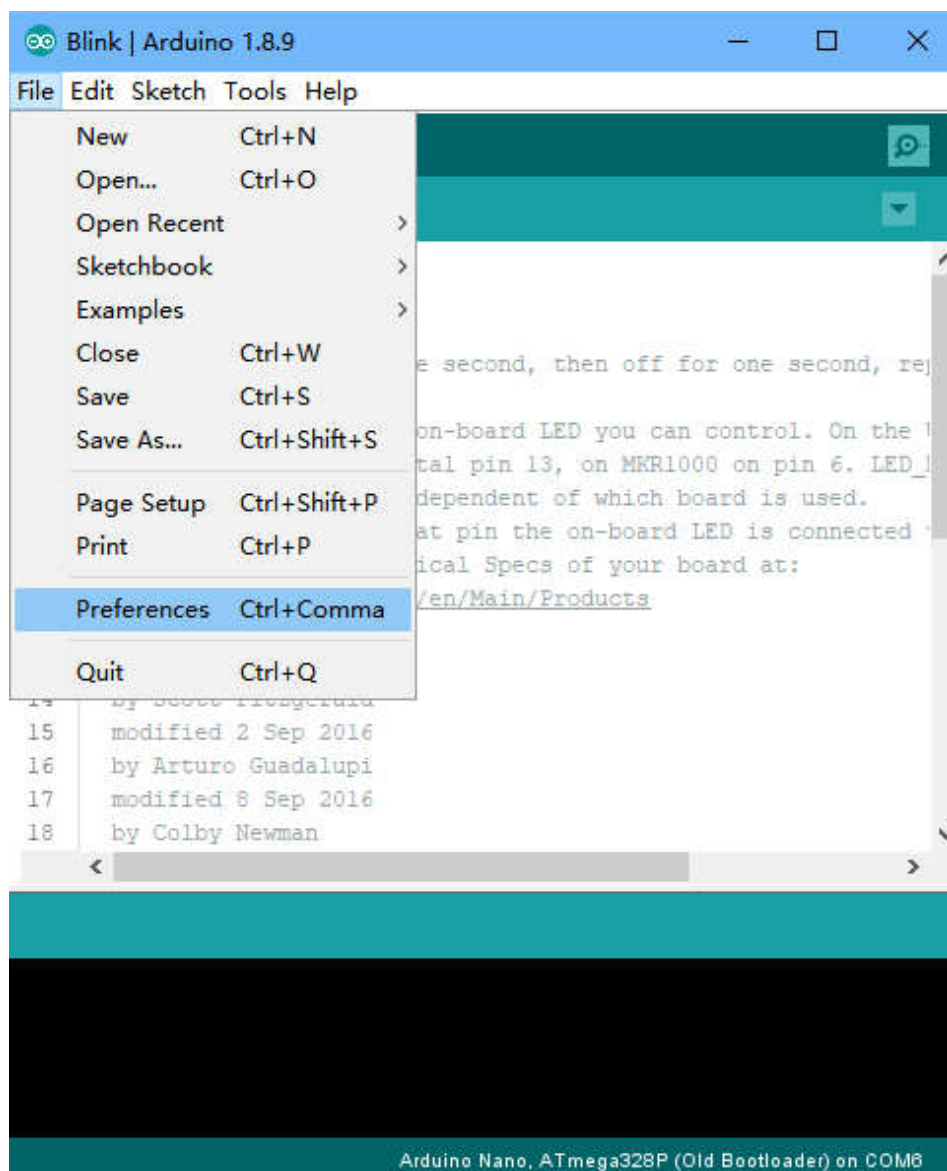 Blink | Arduino 1.8.9
File Edit Sketch Tools Help
New Ctrl+N
Open... Ctrl+O
Open Recent
Sketchbook
Examples
Close Ctrl+W
Save Ctrl+S
Save As... Ctrl+Shift+S
Page Setup Ctrl+Shift+P
Print Ctrl+P
Preferences Ctrl+Comma
Quit Ctrl+Q
second, then off for one second,
on-board LED you can control. On the
pin 13, on MKR1000 on pin 6.
of which board is used.
at pin the on-board LED is connected
Specs of your board at:
/en/Main/Products
15 modified 2 Sep 2016
16 by Arturo Guadalupi
17 modified 8 Sep 2016
18 by Colby Newman
Arduino Nano, ATmega328P (Old Bootloader) on COM6